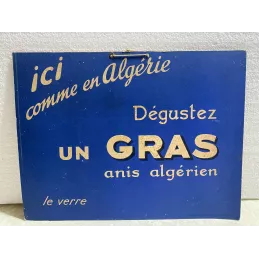 ici
comme en Algérie
Dégustez
UN GRAS
anis algérien
le verre